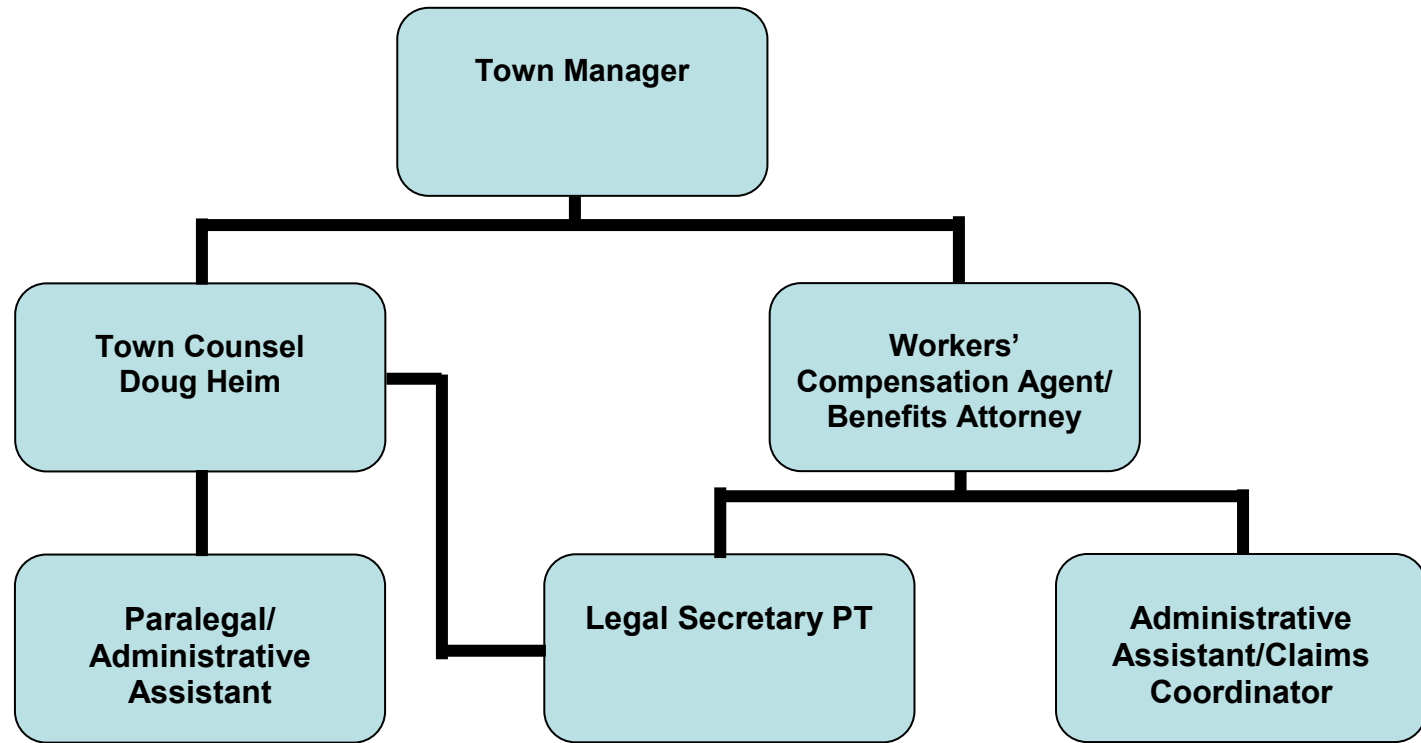 Town Manager
Town Counsel
Doug Heim
Workers’
Compensation Agent/
Benefits Attorney
Paralegal/
Administrative
Assistant
Legal Secretary PT
Administrative
Assistant/Claims
Coordinator